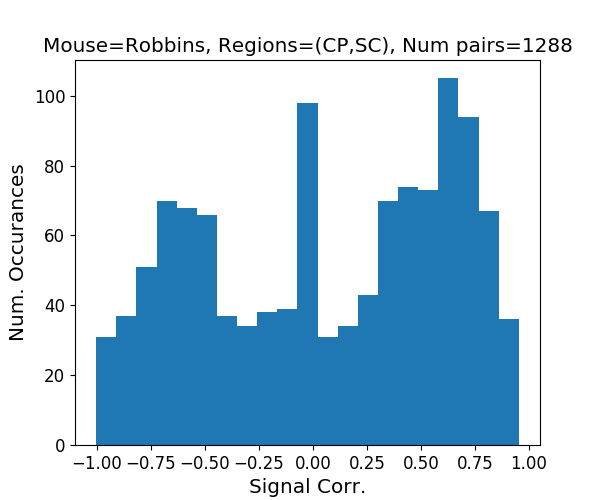 Mouse=Robbins, Regions=(CP,SC), Num pairs=1288
Num. Occurances
100
80
60
40
20
0
−1.00 −0.75 −0.50 −0.25 0.00 0.25 0.50 0.75 1.00
Signal Corr.